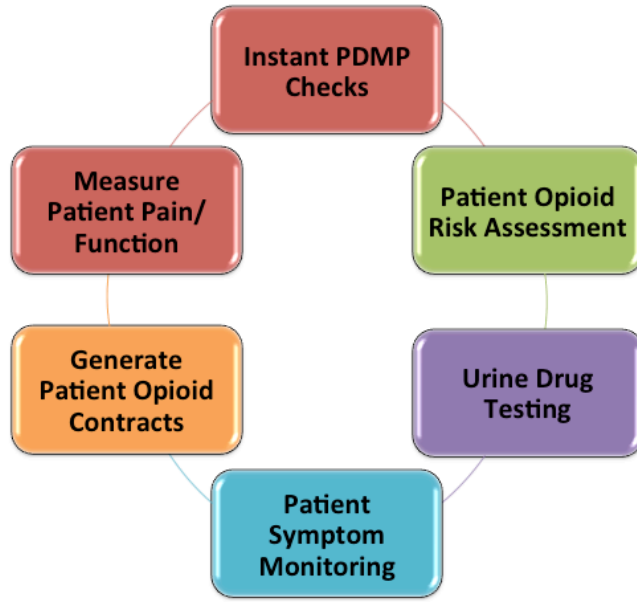 Instant PDMP
Checks
Patient Opioid
Risk Assessment
Urine Drug
Testing
Patient
Symptom
Monitoring
Generate
Patient Opioid
Contracts
Measure
Patient Pain/
Function